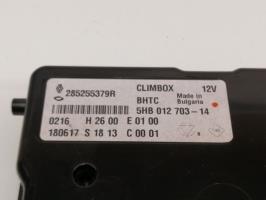 285255379R CLIMBOX 12V
BHTC Made in
Bulgaria
5HB 012 703-14
0216 H 26 00 E 01 00
180617 S 18 13 C 00 01